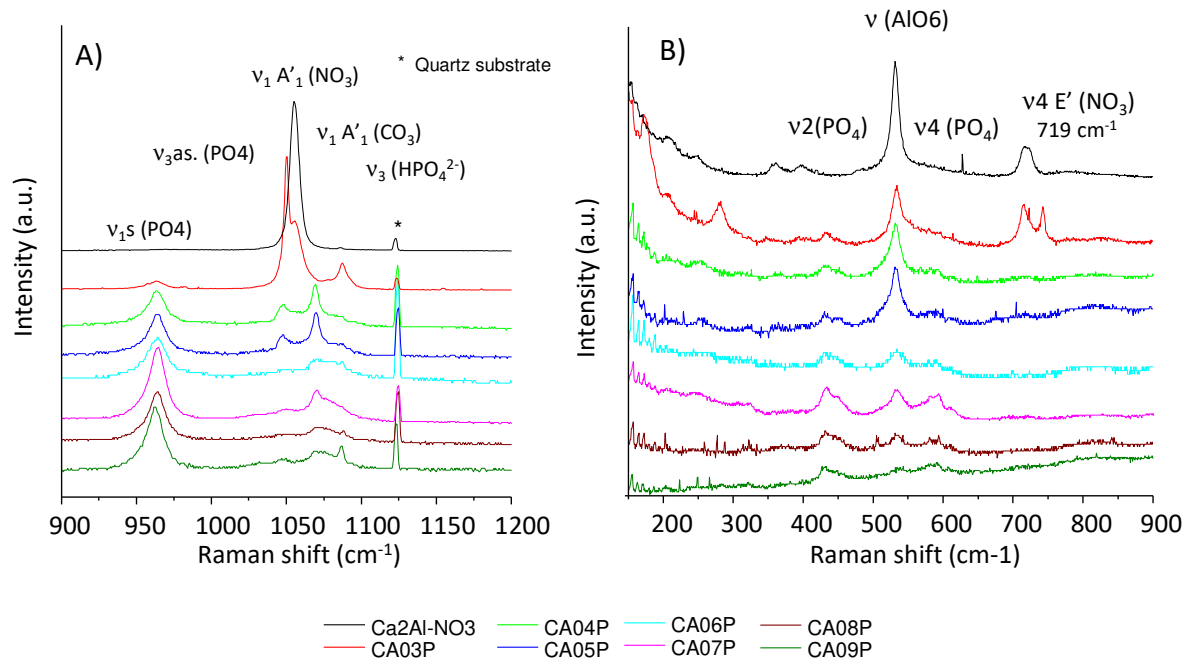 A)
ν₁ A’₁ (NO₃)
* Quartz substrate
ν₁ A’₁ (CO₃)
ν₃as. (PO4)
ν₃ (HPO₄²⁻)
ν₁s (PO4)
*
Intensity (a.u.)
900 950 1000 1050 1100 1150 1200
Raman shift (cm⁻¹)
ν (AlO6)
B)
ν4 E’ (NO₃)
719 cm⁻¹
ν2(PO₄)
ν4 (PO₄)
Intensity (a.u.)
200 300 400 500 600 700 800 900
Raman shift (cm-1)
Ca2Al-NO3 CA04P CA06P CA08P
CA03P CA05P CA07P CA09P